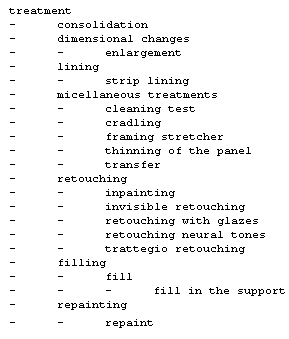 treatment
- consolidation
- dimensional changes
- - enlargement
- lining
- - strip lining
- micellaneous treatments
- - cleaning test
- - cradling
- - framing stretcher
- - thinning of the panel
- - transfer
- retouching
- - inpainting
- - invisible retouching
- - retouching with glazes
- - retouching neural tones
- - trattegio retouching
- filling
- - fill
- - - fill in the support
- repainting
- - repaint